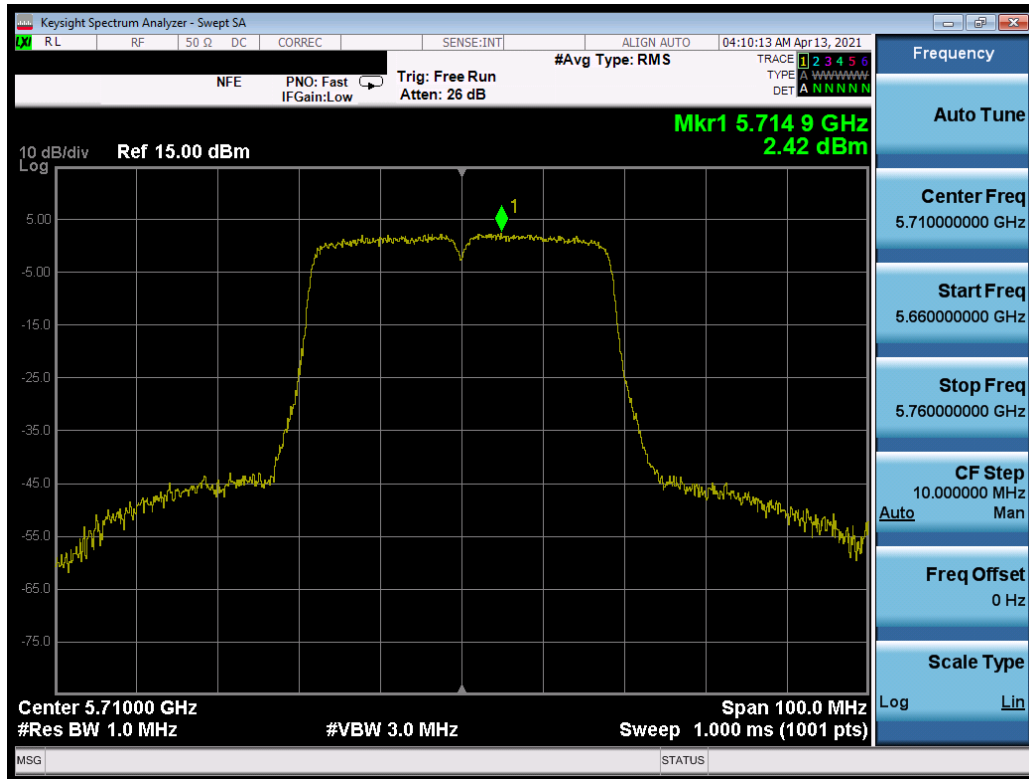 Keysight Spectrum Analyzer - Swept SA
LXI RL RF 50 Ω DC CORREC SENSE:INT ALIGN AUTO 04:10:13 AM Apr 13, 2021
NFE PNO: Fast Trig: Free Run #Avg Type: RMS TRACE 1 2 3 4 5 6
IFGain:Low Atten: 26 dB TYPE A WWWWW
DET A N N N N N
Mkr1 5.714 9 GHz
2.42 dBm
10 dB/div Ref 15.00 dBm
Log
1
5.00
-5.00
-15.0
-25.0
-35.0
-45.0
-55.0
-65.0
-75.0
Center 5.71000 GHz Span 100.0 MHz
#Res BW 1.0 MHz #VBW 3.0 MHz Sweep 1.000 ms (1001 pts)
MSG STATUS
Frequency
Auto Tune
Center Freq
5.710000000 GHz
Start Freq
5.660000000 GHz
Stop Freq
5.760000000 GHz
CF Step
10.000000 MHz
Auto Man
Freq Offset
0 Hz
Scale Type
Log Lin